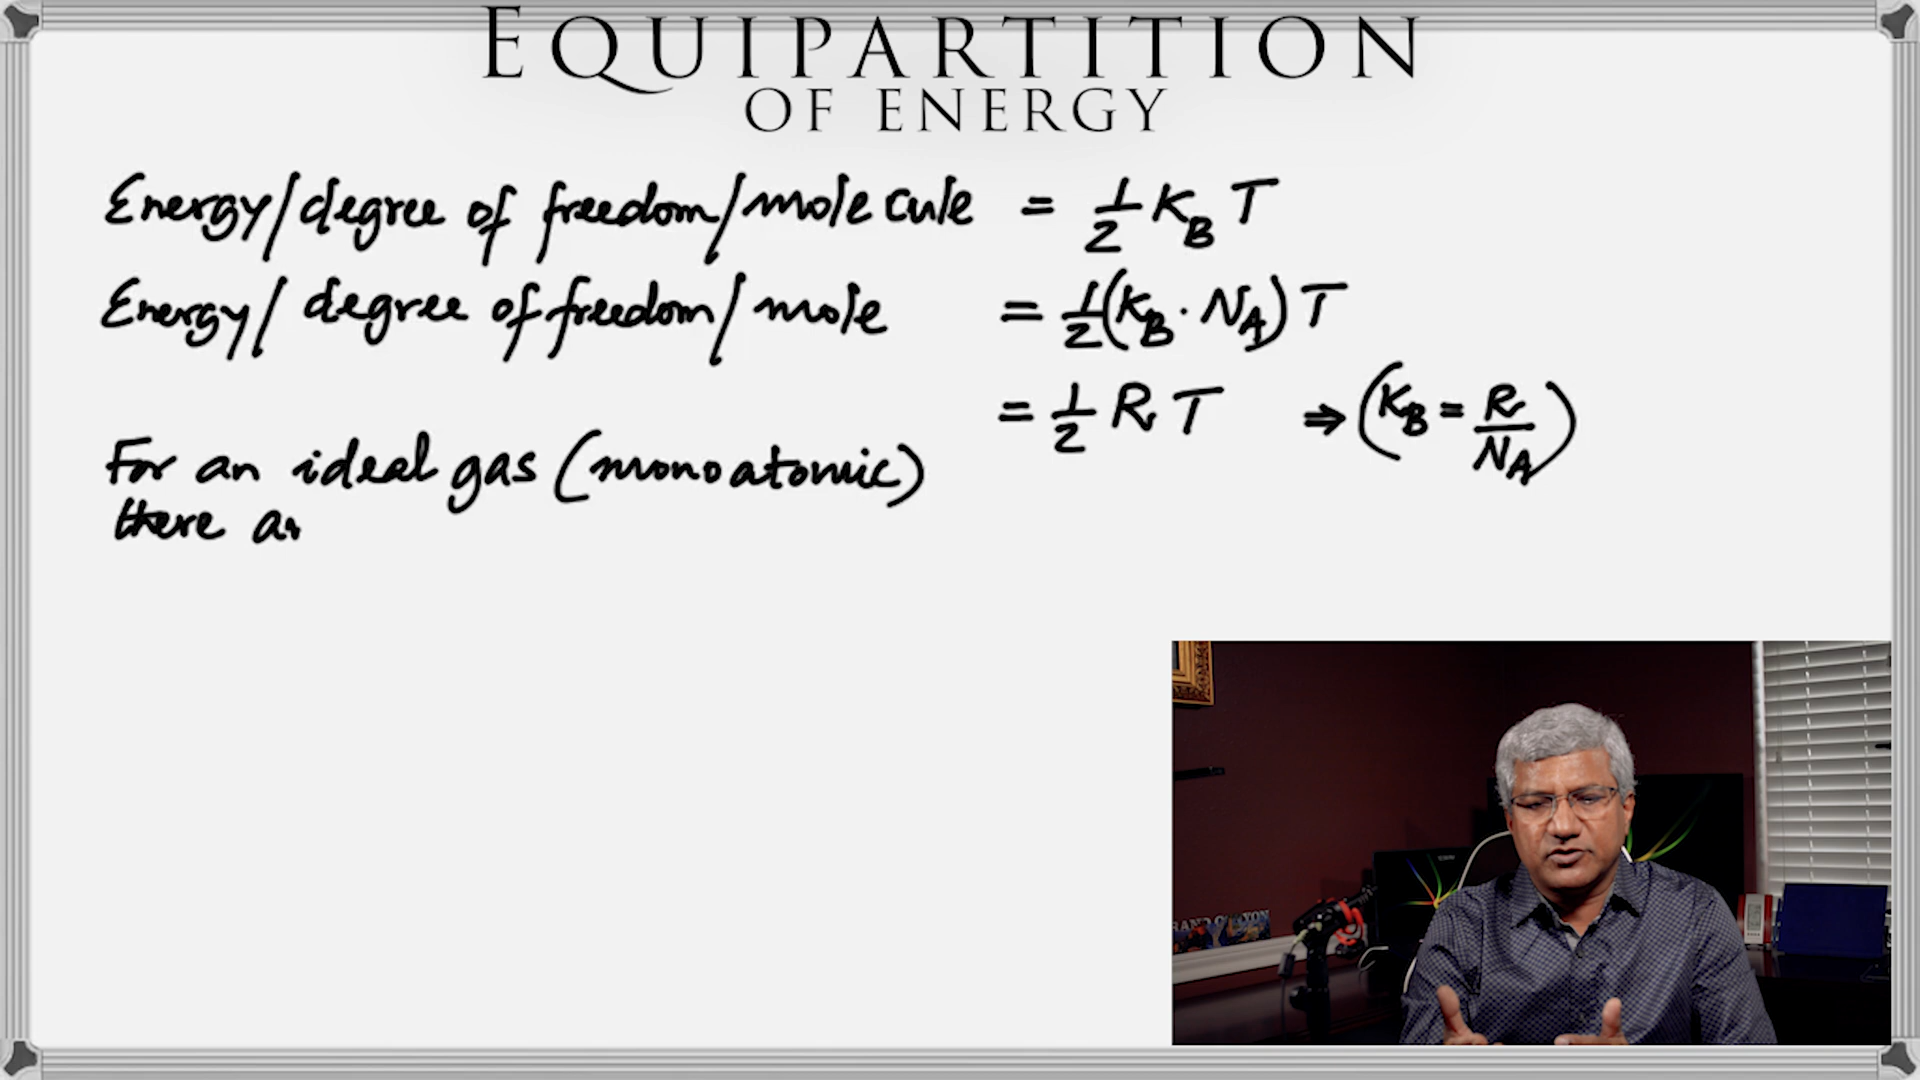 EQUIPARTITION
OF ENERGY
Energy/degree of freedom/molecule = 1/2 K_B T
Energy/degree of freedom/mole = 1/2 (K_B · N_A) T
= 1/2 R T ⇒ (K_B = R/N_A)
For an ideal gas (monoatomic)
there ar